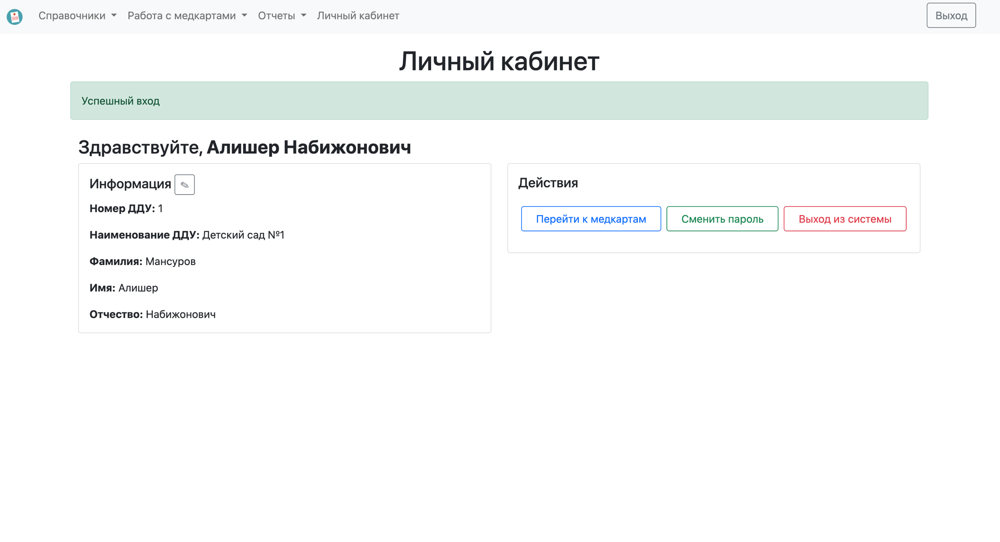 Справочники Работа с медкартами Отчеты Личный кабинет Выход
Личный кабинет
Успешный вход
Здравствуйте, Алишер Набижонович
Информация
Номер ДДУ: 1
Наименование ДДУ: Детский сад №1
Фамилия: Мансуров
Имя: Алишер
Отчество: Набижонович
Действия
Перейти к медкартам Сменить пароль Выход из системы